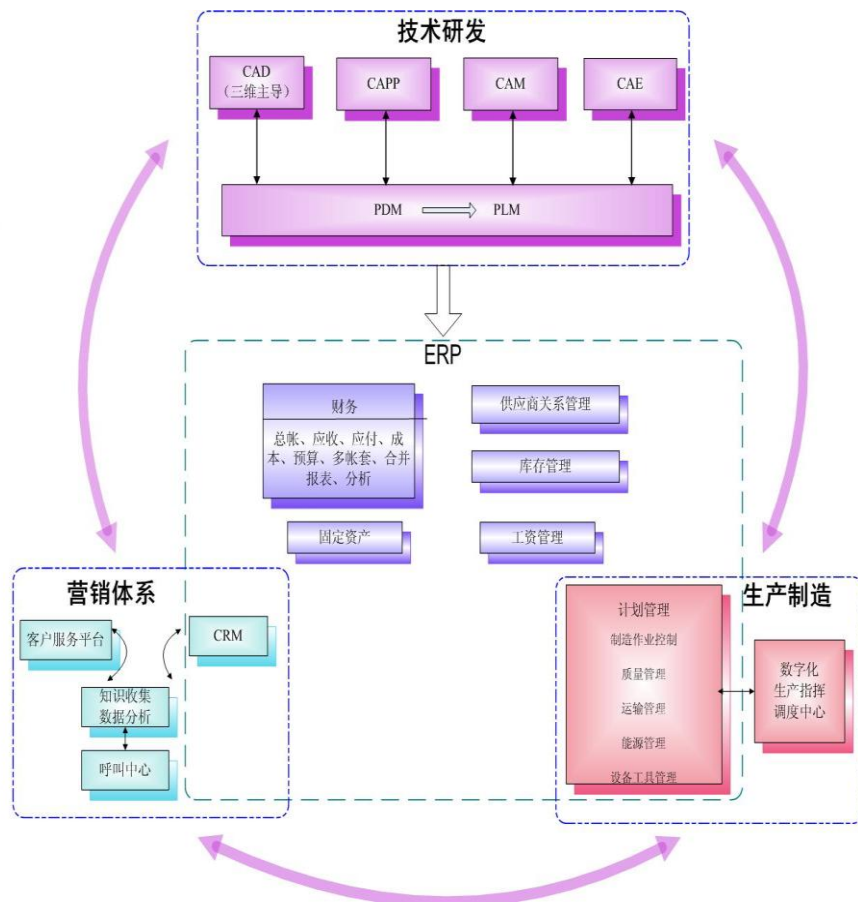 技术研发
CAD
（三维主导）
CAPP
CAM
CAE
PDM
PLM
ERP
财务
总帐、应收、应付、成
本、预算、多帐套、合并
报表、分析
供应商关系管理
库存管理
固定资产
工资管理
营销体系
客户服务平台
CRM
知识收集
数据分析
呼叫中心
生产制造
计划管理
制造作业控制
质量管理
运输管理
能源管理
设备工具管理
数字化
生产指挥
调度中心